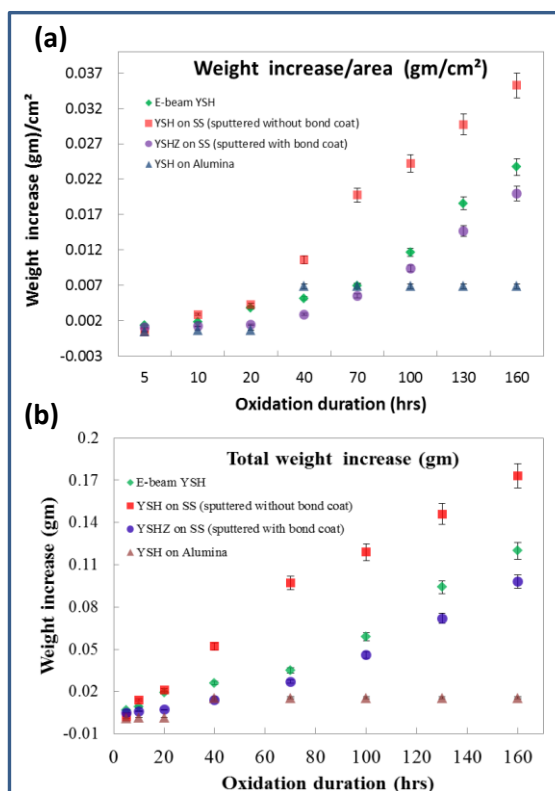 (a)
Weight increase/area (gm/cm²)
E-beam YSH
YSH on SS (sputtered without bond coat)
YSHZ on SS (sputtered with bond coat)
YSH on Alumina
Weight increase (gm)/cm²
0.037
0.032
0.027
0.022
0.017
0.012
0.007
0.002
-0.003
5 10 20 40 70 100 130 160
Oxidation duration (hrs)
(b)
Total weight increase (gm)
E-beam YSH
YSH on SS (sputtered without bond coat)
YSHZ on SS (sputtered with bond coat)
YSH on Alumina
Weight increase (gm)
0.2
0.17
0.14
0.11
0.08
0.05
0.02
-0.01
0 20 40 60 80 100 120 140 160
Oxidation duration (hrs)